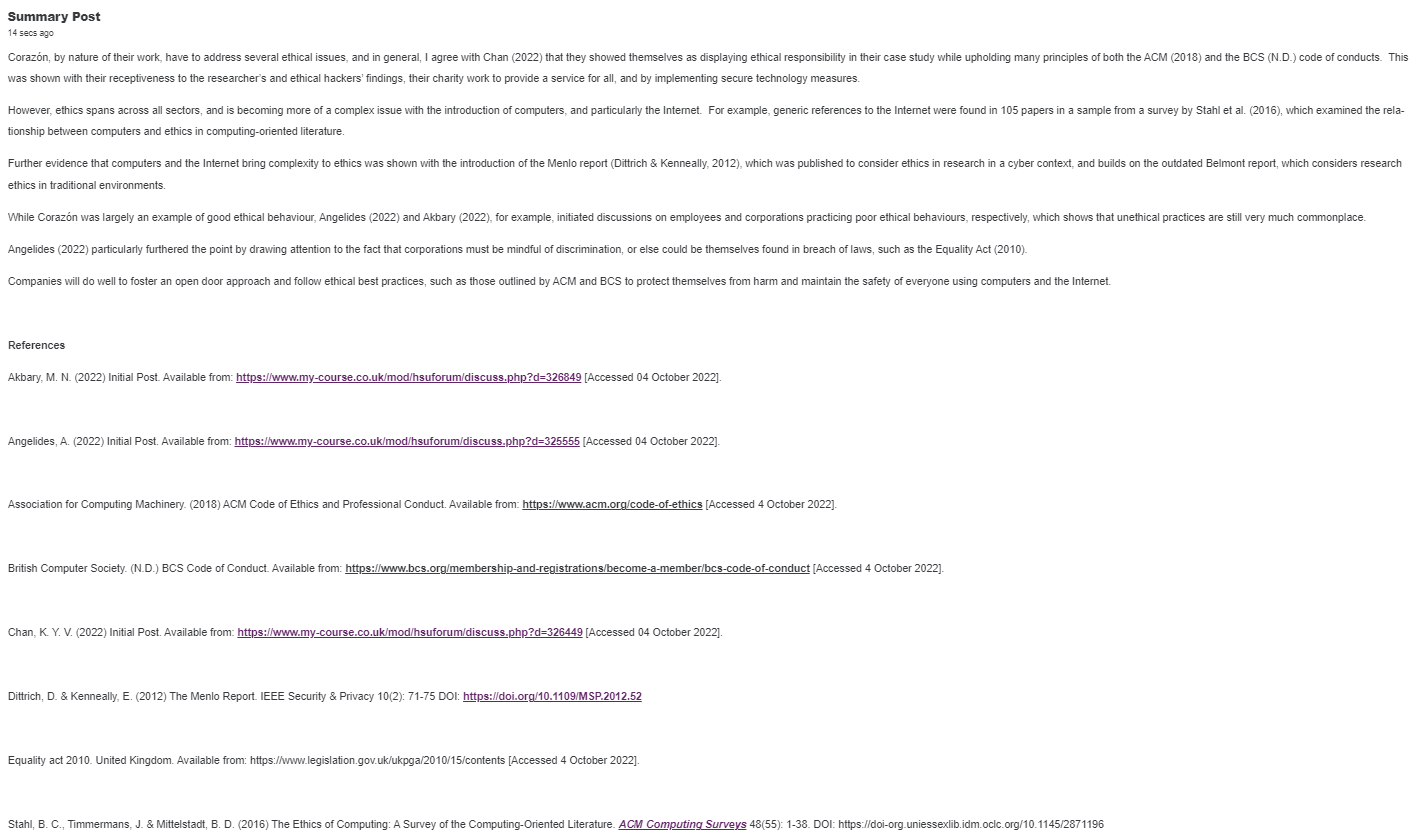 Summary Post
14 secs ago
Corazón, by nature of their work, have to address several ethical issues, and in general, I agree with Chan (2022) that they showed themselves as displaying ethical responsibility in their case study while upholding many principles of both the ACM (2018) and the BCS (N.D.) code of conducts.  This
was shown with their receptiveness to the researcher's and ethical hackers' findings, their charity work to provide a service for all, and by implementing secure technology measures.
However, ethics spans across all sectors, and is becoming more of a complex issue with the introduction of computers, and particularly the Internet.  For example, generic references to the Internet were found in 105 papers in a sample from a survey by Stahl et al. (2016), which examined the rela-
tionship between computers and ethics in computing-oriented literature.
Further evidence that computers and the Internet bring complexity to ethics was shown with the introduction of the Menlo report (Dittrich & Kenneally, 2012), which was published to consider ethics in research in a cyber context, and builds on the outdated Belmont report, which considers research
ethics in traditional environments.
While Corazón was largely an example of good ethical behaviour, Angelides (2022) and Akbary (2022), for example, initiated discussions on employees and corporations practicing poor ethical behaviours, respectively, which shows that unethical practices are still very much commonplace.
Angelides (2022) particularly furthered the point by drawing attention to the fact that corporations must be mindful of discrimination, or else could be themselves found in breach of laws, such as the Equality Act (2010).
Companies will do well to foster an open door approach and follow ethical best practices, such as those outlined by ACM and BCS to protect themselves from harm and maintain the safety of everyone using computers and the Internet.
References
Akbary, M. N. (2022) Initial Post. Available from: https://www.my-course.co.uk/mod/hsuforum/discuss.php?d=326849 [Accessed 04 October 2022].
Angelides, A. (2022) Initial Post. Available from: https://www.my-course.co.uk/mod/hsuforum/discuss.php?d=325555 [Accessed 04 October 2022].
Association for Computing Machinery. (2018) ACM Code of Ethics and Professional Conduct. Available from: https://www.acm.org/code-of-ethics [Accessed 4 October 2022].
British Computer Society. (N.D.) BCS Code of Conduct. Available from: https://www.bcs.org/membership-and-registrations/become-a-member/bcs-code-of-conduct [Accessed 4 October 2022].
Chan, K. Y. V. (2022) Initial Post. Available from: https://www.my-course.co.uk/mod/hsuforum/discuss.php?d=326449 [Accessed 04 October 2022].
Dittrich, D. & Kenneally, E. (2012) The Menlo Report. IEEE Security & Privacy 10(2): 71-75 DOI: https://doi.org/10.1109/MSP.2012.52
Equality act 2010. United Kingdom. Available from: https://www.legislation.gov.uk/ukpga/2010/15/contents [Accessed 4 October 2022].
Stahl, B. C., Timmermans, J. & Mittelstadt, B. D. (2016) The Ethics of Computing: A Survey of the Computing-Oriented Literature. ACM Computing Surveys 48(55): 1-38. DOI: https://doi-org.uniessexlib.idm.oclc.org/10.1145/2871196